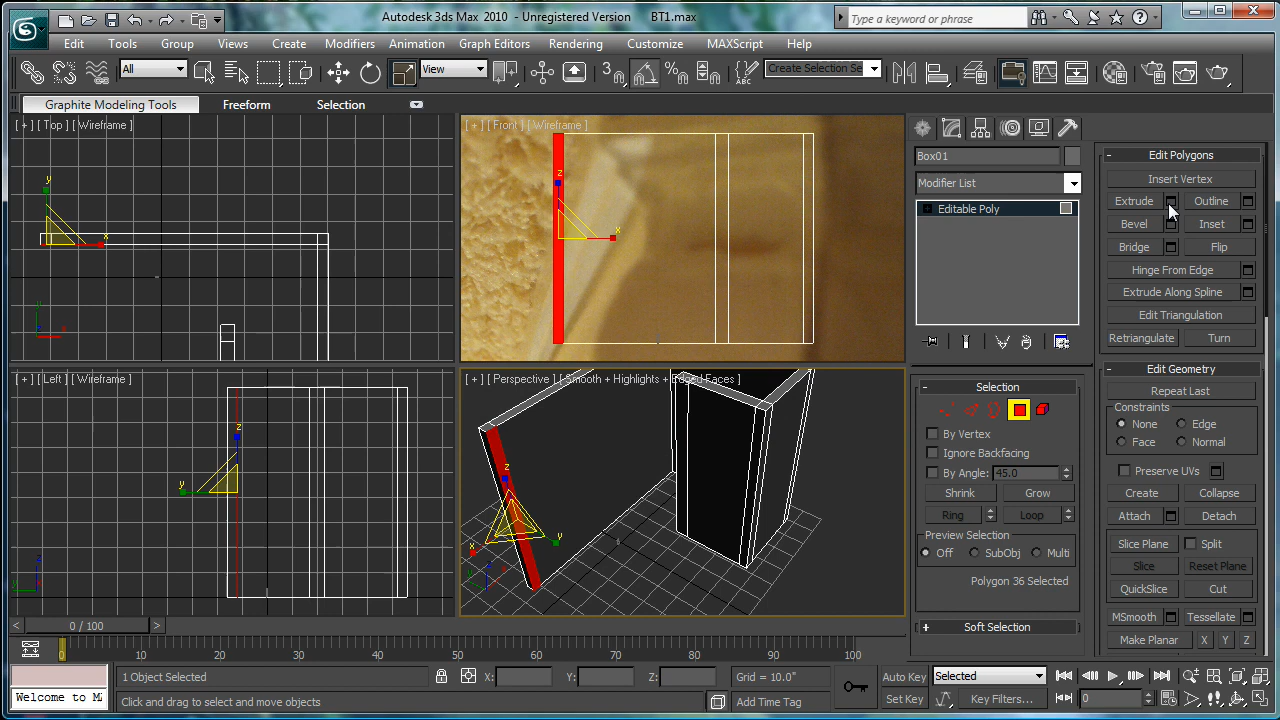 Autodesk 3ds Max 2010 - Unregistered Version BT1.max
Type a keyword or phrase
Edit Tools Group Views Create Modifiers Animation Graph Editors Rendering Customize MAXScript Help
All View 3 Create Selection Se
Graphite Modeling Tools Freeform Selection
[ + ] [ Top ] [ Wireframe ]
y
x
[ + ] [ Front ] [ Wireframe ]
z
x
[ + ] [ Left ] [ Wireframe ]
z
y
[ + ] [ Perspective ] [ Smooth + Highlights + Edged Faces ]
z
x
y
Box01
Modifier List
Editable Poly
Selection
By Vertex
Ignore Backfacing
By Angle: 45.0
Shrink Grow
Ring Loop
Preview Selection
Off SubObj Multi
Polygon 36 Selected
Soft Selection
Edit Polygons
Insert Vertex
Extrude Outline
Bevel Inset
Bridge Flip
Hinge From Edge
Extrude Along Spline
Edit Triangulation
Retriangulate Turn
Edit Geometry
Repeat Last
Constraints
None Edge
Face Normal
Preserve UVs
Create Collapse
Attach Detach
Slice Plane Split
Slice Reset Plane
QuickSlice Cut
MSmooth Tessellate
Make Planar X Y Z
< 0 / 100 >
0 10 20 30 40 50 60 70 80 90 100
1 Object Selected X: Y: Z: Grid = 10.0" Auto Key Selected
Welcome to MA Click and drag to select and move objects Add Time Tag Set Key Key Filters... 0